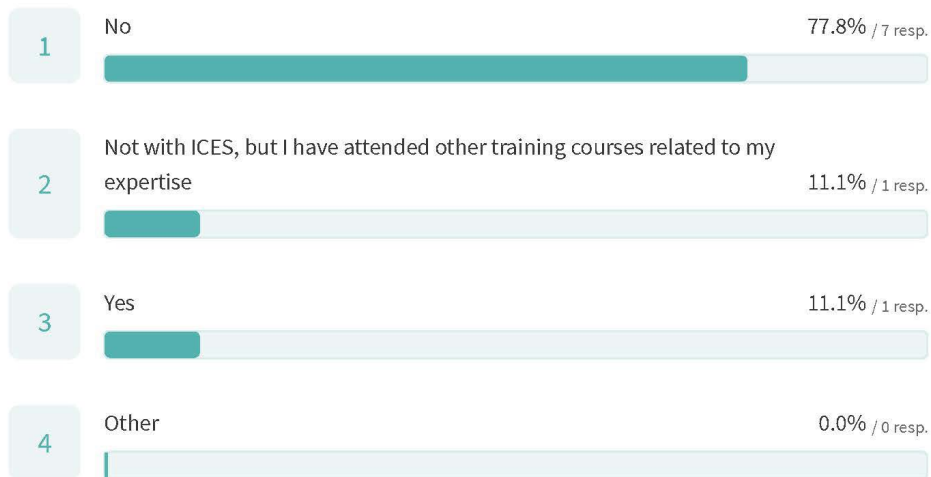 1
No
77.8% / 7 resp.
2
Not with ICES, but I have attended other training courses related to my
expertise
11.1% / 1 resp.
3
Yes
11.1% / 1 resp.
4
Other
0.0% / 0 resp.